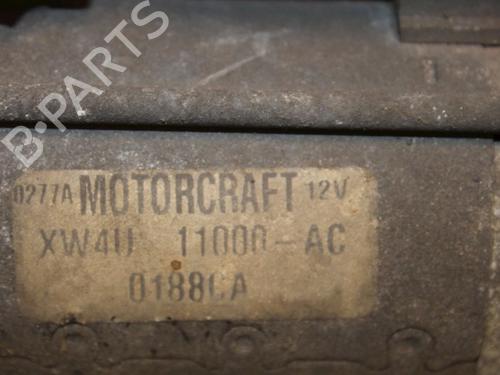 B-PARTS
0277A MOTORCRAFT 12V
XW4U 11000-AC
0188CA